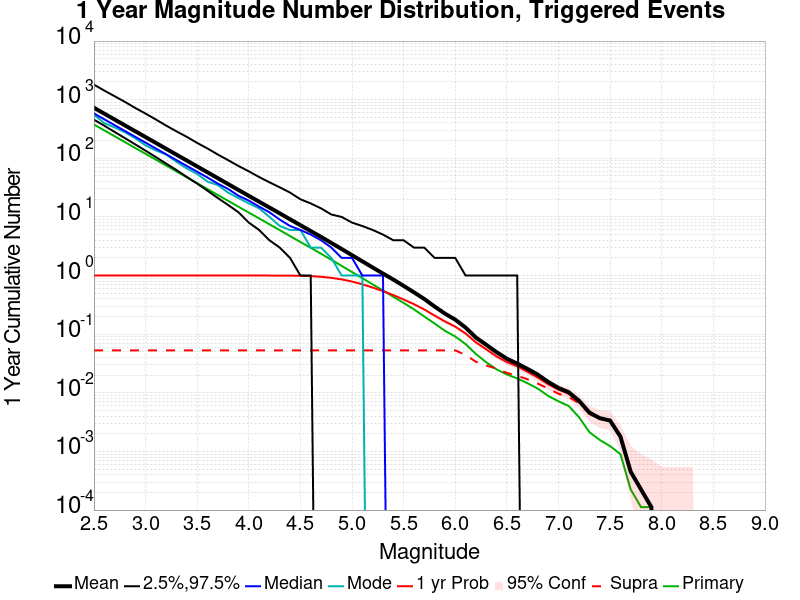 1 Year Magnitude Number Distribution, Triggered Events
1 Year Cumulative Number
10^4
10^3
10^2
10^1
10^0
10^-1
10^-2
10^-3
10^-4
2.5 3.0 3.5 4.0 4.5 5.0 5.5 6.0 6.5 7.0 7.5 8.0 8.5 9.0
Magnitude
Mean 2.5%,97.5% Median Mode 1 yr Prob 95% Conf Supra Primary